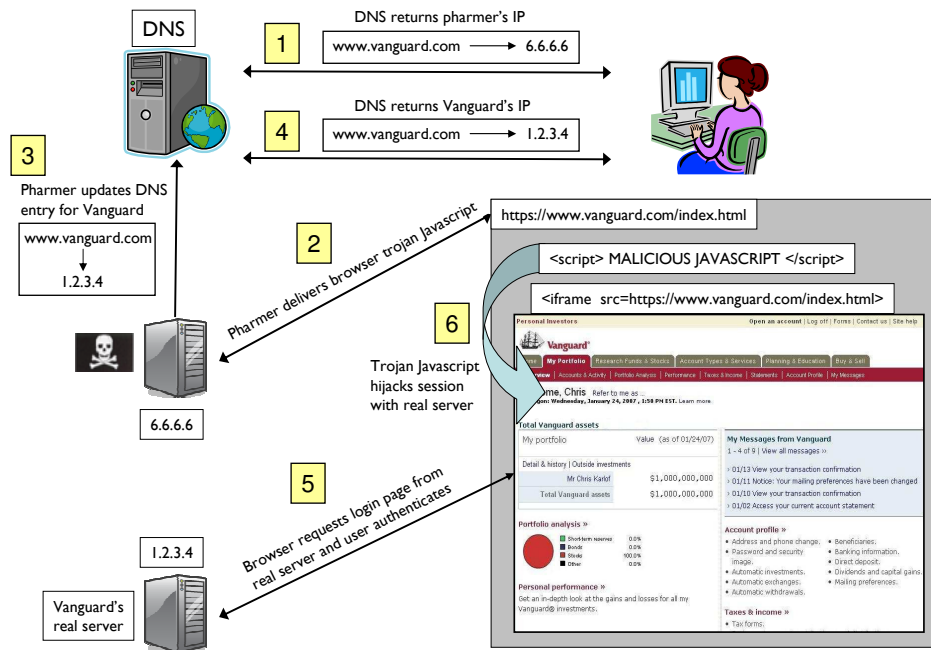 DNS
1
DNS returns pharmer's IP
www.vanguard.com → 6.6.6.6
4
DNS returns Vanguard's IP
www.vanguard.com → 1.2.3.4
3
Pharmer updates DNS
entry for Vanguard
www.vanguard.com
↓
1.2.3.4
2
Pharmer delivers browser trojan Javascript
6.6.6.6
https://www.vanguard.com/index.html
<script> MALICIOUS JAVASCRIPT </script>
<iframe src=https://www.vanguard.com/index.html>
6
Trojan Javascript
hijacks session
with real server
5
Browser requests login page from
real server and user authenticates
1.2.3.4
Vanguard's
real server
Personal Investors
Open an account | Log off | Forms | Contact us | Site help
Vanguard®
My Portfolio
Research Funds & Stocks
Account Types & Services
Planning & Education
Buy & Sell
Accounts & Activity | Portfolio Analysis | Performance | Taxes & Income | Statements | Account Profile | My Messages
Chris Refer to me as ..
Wednesday, January 24, 2007 , 1:50 PM EST. Learn more
Total Vanguard assets
My portfolio Value (as of 01/24/07)
Detail & history | Outside investments
Mr Chris Karlof $1,000,000,000
Total Vanguard assets $1,000,000,000
Portfolio analysis »
Short-term reserves 0.0%
Bonds 0.0%
Stocks 100.0%
Other 0.0%
Personal performance »
Get an in-depth look at the gains and losses for all my
Vanguard® investments.
My Messages from Vanguard
1 - 4 of 9 | View all messages »
› 01/13 View your transaction confirmation
› 01/11 Notice: Your mailing preferences have been changed
› 01/10 View your transaction confirmation
› 01/02 Access your current account statement
Account profile »
• Address and phone change.
• Password and security
image.
• Automatic investments.
• Automatic exchanges.
• Automatic withdrawals.
• Beneficiaries.
• Banking information.
• Direct deposit.
• Dividends and capital gains.
• Mailing preferences.
Taxes & income »
• Tax forms.